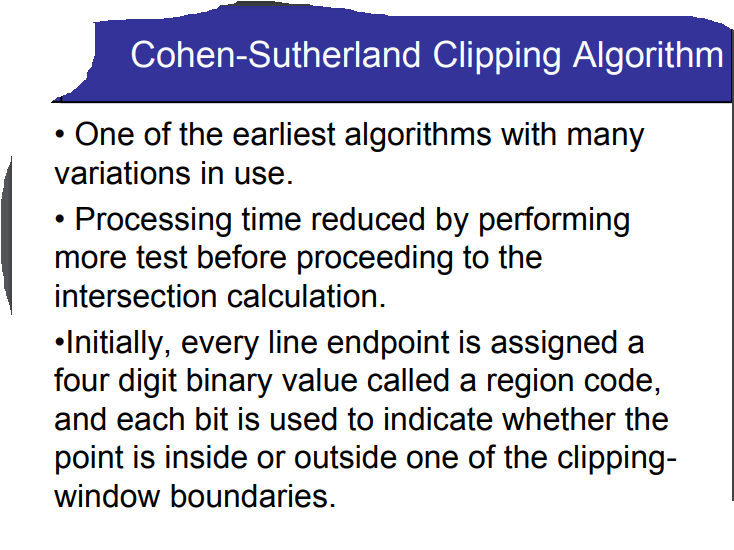 Cohen-Sutherland Clipping Algorithm
• One of the earliest algorithms with many
variations in use.
• Processing time reduced by performing
more test before proceeding to the
intersection calculation.
•Initially, every line endpoint is assigned a
four digit binary value called a region code,
and each bit is used to indicate whether the
point is inside or outside one of the clipping-
window boundaries.